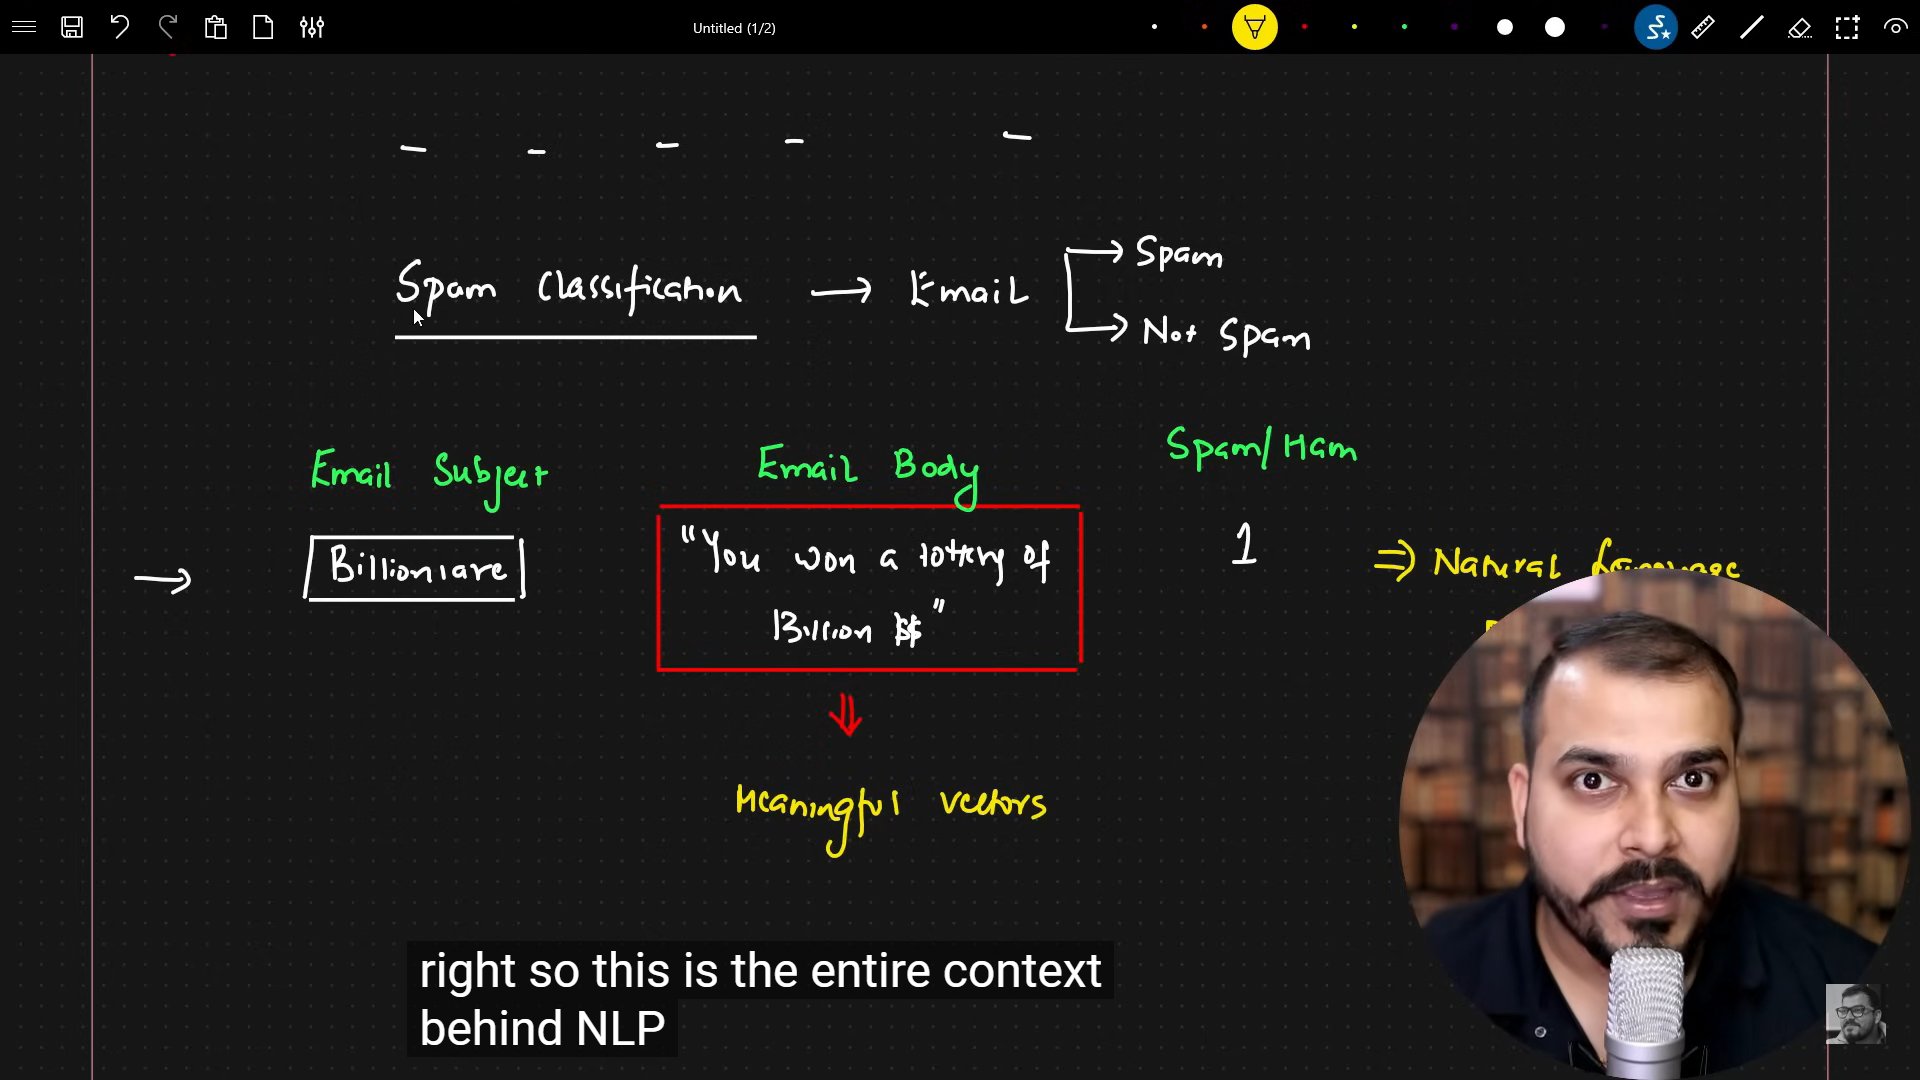 Untitled (1/2)
Spam Classification → Email
Spam
Not Spam
Email Subject
Email Body
Spam/Ham
Billioniare
"You won a lottery of
Billion $"
1
⇒ Natural Language
Meaningful vectors
right so this is the entire context
behind NLP